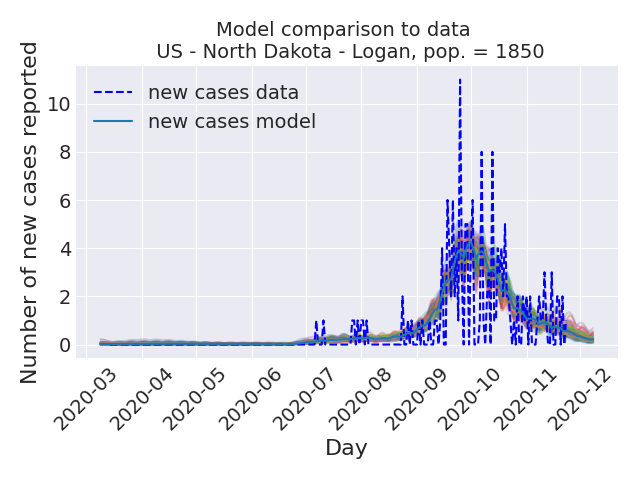 Model comparison to data
US - North Dakota - Logan, pop. = 1850
Number of new cases reported
new cases data
new cases model
10
8
6
4
2
0
2020-03
2020-04
2020-05
2020-06
2020-07
2020-08
2020-09
2020-10
2020-11
2020-12
Day